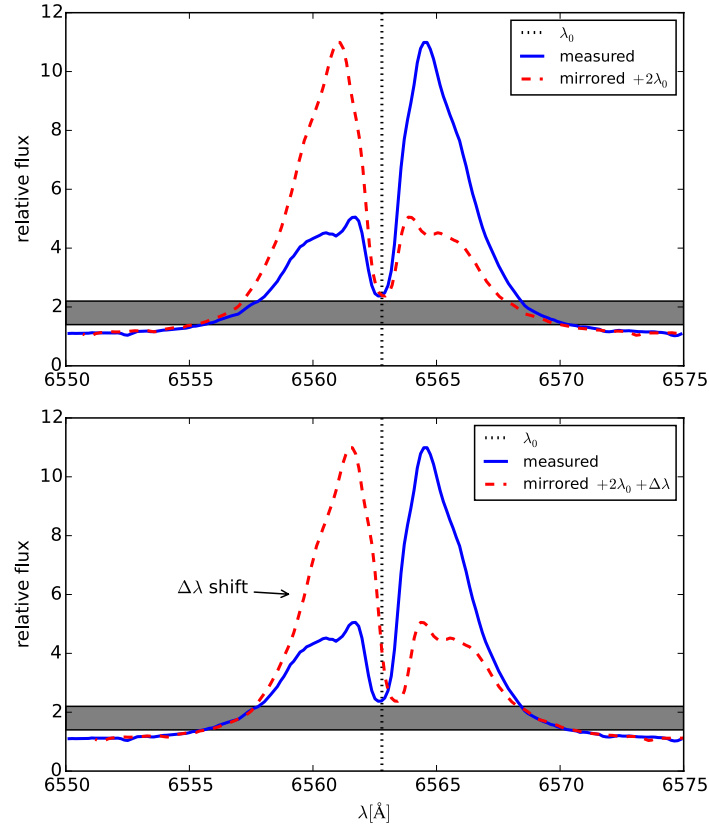 12
10
8
6
4
2
0
relative flux
λ₀
measured
mirrored +2λ₀
6550 6555 6560 6565 6570 6575
12
10
8
6
4
2
0
relative flux
λ₀
measured
mirrored +2λ₀ +Δλ
Δλ shift
6550 6555 6560 6565 6570 6575
λ[Å]